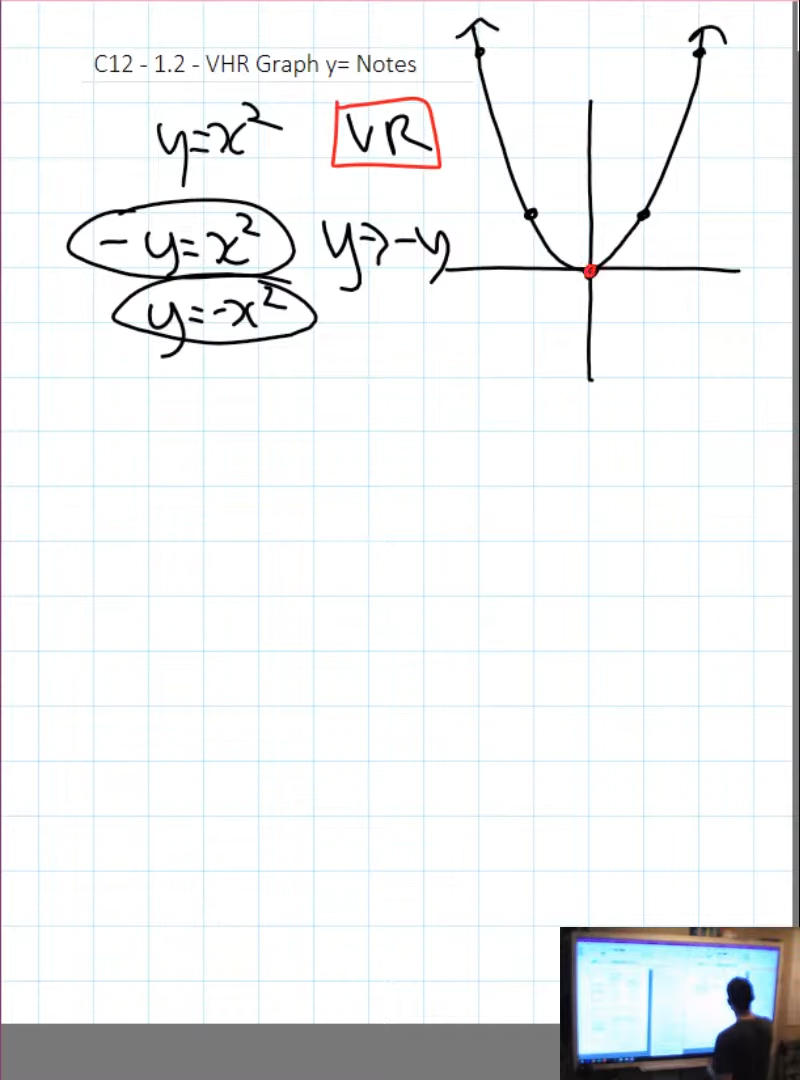 C12 - 1.2 - VHR Graph y= Notes
y=x²
VR
-y=x²
y=>-y
y=-x²